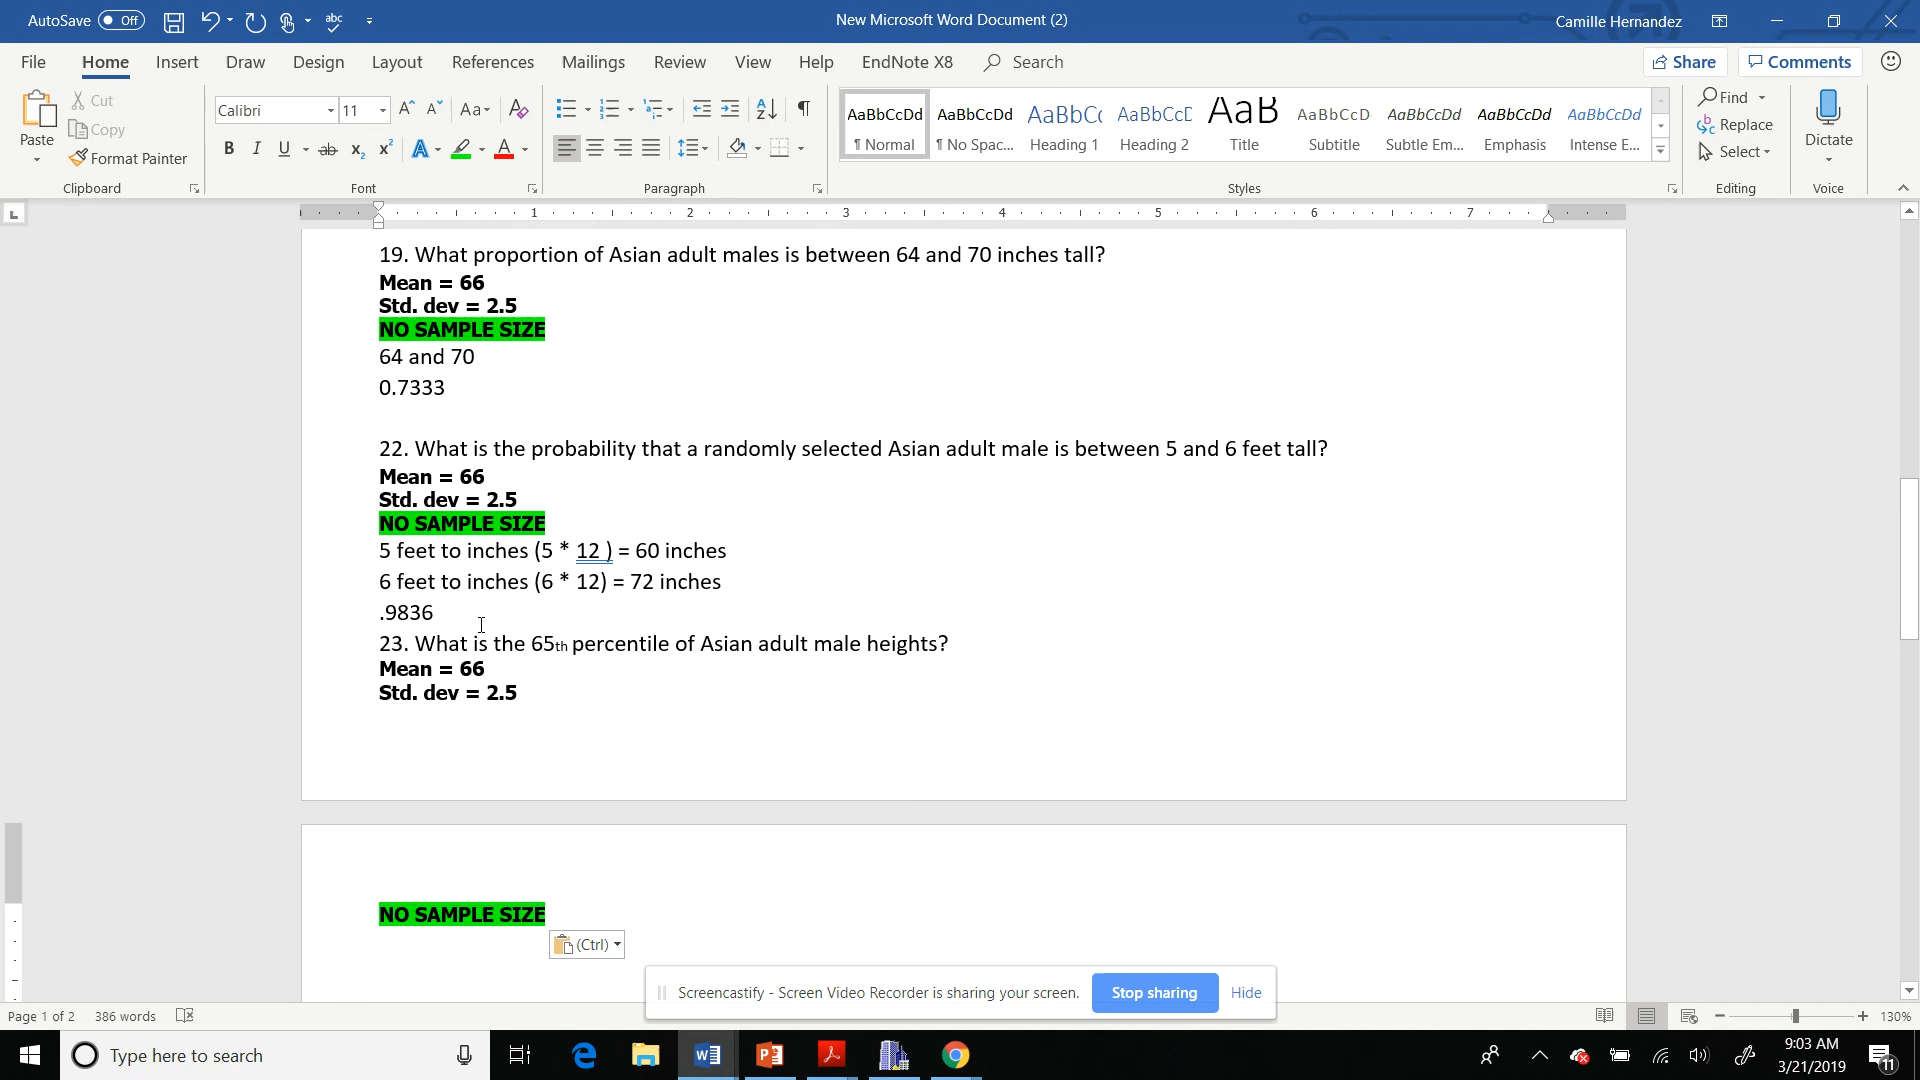 AutoSave Off
New Microsoft Word Document (2)
Camille Hernandez
File Home Insert Draw Design Layout References Mailings Review View Help EndNote X8 Search
Share Comments
Paste
Cut
Copy
Format Painter
Clipboard
Calibri 11
Font
Paragraph
AaBbCcDd AaBbCcDd AaBbCc AaBbCcE AaB AaBbCcD AaBbCcDd AaBbCcDd AaBbCcDd
¶ Normal ¶ No Spac... Heading 1 Heading 2 Title Subtitle Subtle Em... Emphasis Intense E...
Styles
Find
Replace
Select
Editing
Dictate
Voice
1 2 3 4 5 6 7
19. What proportion of Asian adult males is between 64 and 70 inches tall?
Mean = 66
Std. dev = 2.5
NO SAMPLE SIZE
64 and 70
0.7333
22. What is the probability that a randomly selected Asian adult male is between 5 and 6 feet tall?
Mean = 66
Std. dev = 2.5
NO SAMPLE SIZE
5 feet to inches (5 * 12 ) = 60 inches
6 feet to inches (6 * 12) = 72 inches
.9836
23. What is the 65th percentile of Asian adult male heights?
Mean = 66
Std. dev = 2.5
NO SAMPLE SIZE
(Ctrl)
Screencastify - Screen Video Recorder is sharing your screen. Stop sharing Hide
Page 1 of 2 386 words
130%
Type here to search
9:03 AM
3/21/2019
11